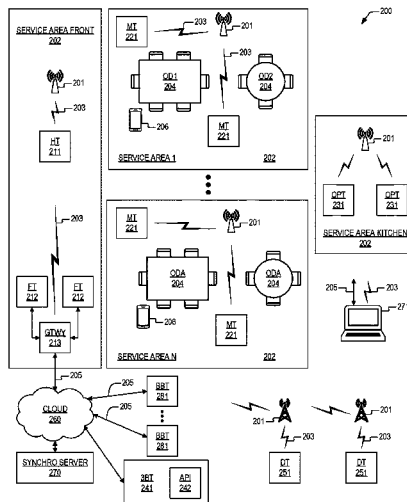 200
SERVICE AREA FRONT
202
201
203
HT
211
203
FT
212
FT
212
GTWY
213
205
MT
221
203
201
203
OD1
204
OD2
204
206
MT
221
SERVICE AREA 1
202
MT
221
201
203
ODA
204
ODA
204
206
MT
221
SERVICE AREA N
202
201
OPT
231
OPT
231
SERVICE AREA KITCHEN
202
205
203
271
CLOUD
260
205
205
BBT
281
BBT
281
SYNCHRO SERVER
270
3BT
241
API
242
201
203
DT
251
201
203
DT
251